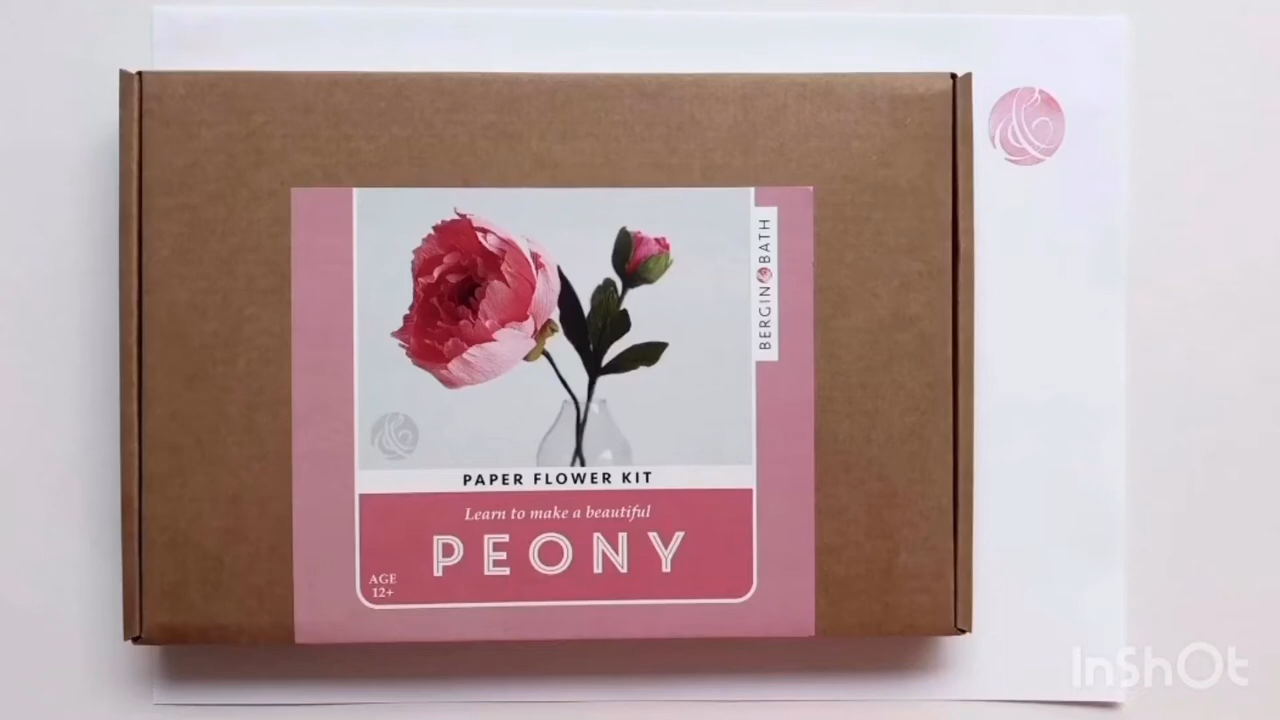 BERGIN BATH
PAPER FLOWER KIT
Learn to make a beautiful
PEONY
AGE
12+
InShOt